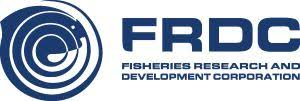 FRDC
FISHERIES RESEARCH AND
DEVELOPMENT CORPORATION